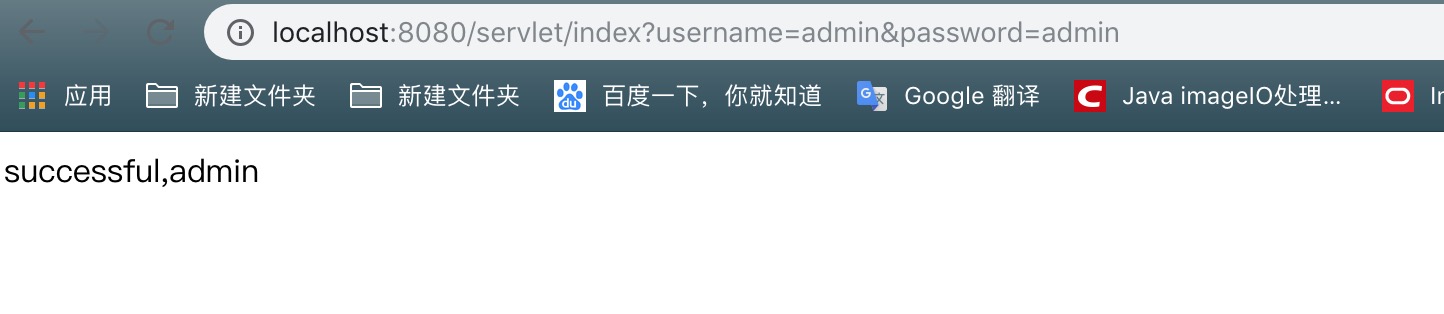 localhost:8080/servlet/index?username=admin&password=admin
应用 新建文件夹 新建文件夹 du 百度一下，你就知道 G 文 Google 翻译 C Java imageIO处理... In
successful,admin